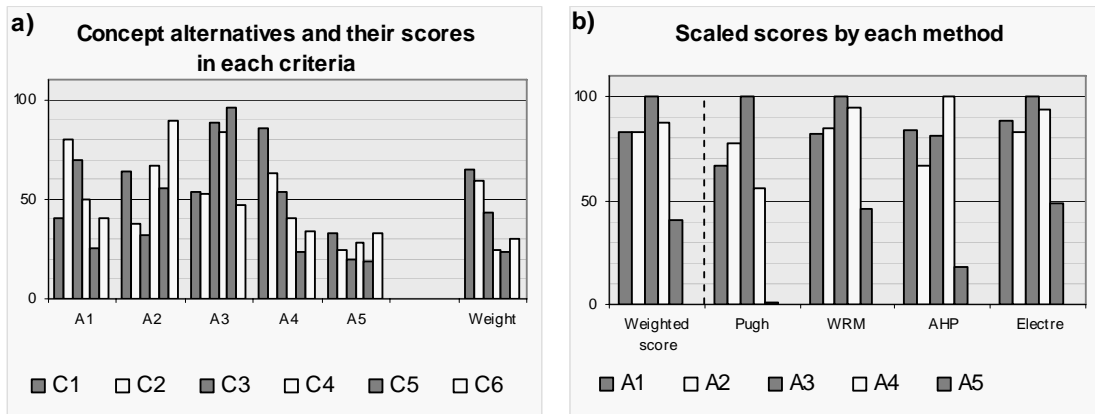 a)
Concept alternatives and their scores
in each criteria
100
50
0
A1 A2 A3 A4 A5 Weight
C1 C2 C3 C4 C5 C6
b)
Scaled scores by each method
100
50
0
Weighted score Pugh WRM AHP Electre
A1 A2 A3 A4 A5